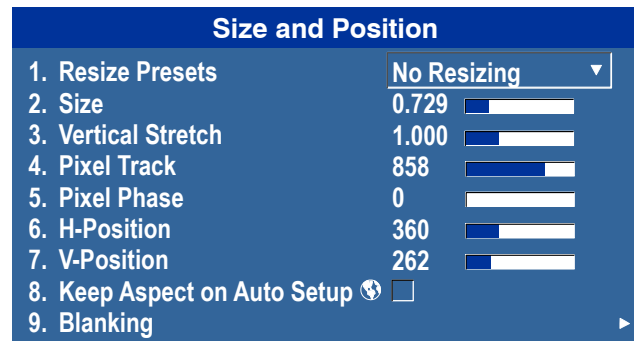 Size and Position
1. Resize Presets No Resizing
2. Size 0.729
3. Vertical Stretch 1.000
4. Pixel Track 858
5. Pixel Phase 0
6. H-Position 360
7. V-Position 262
8. Keep Aspect on Auto Setup
9. Blanking